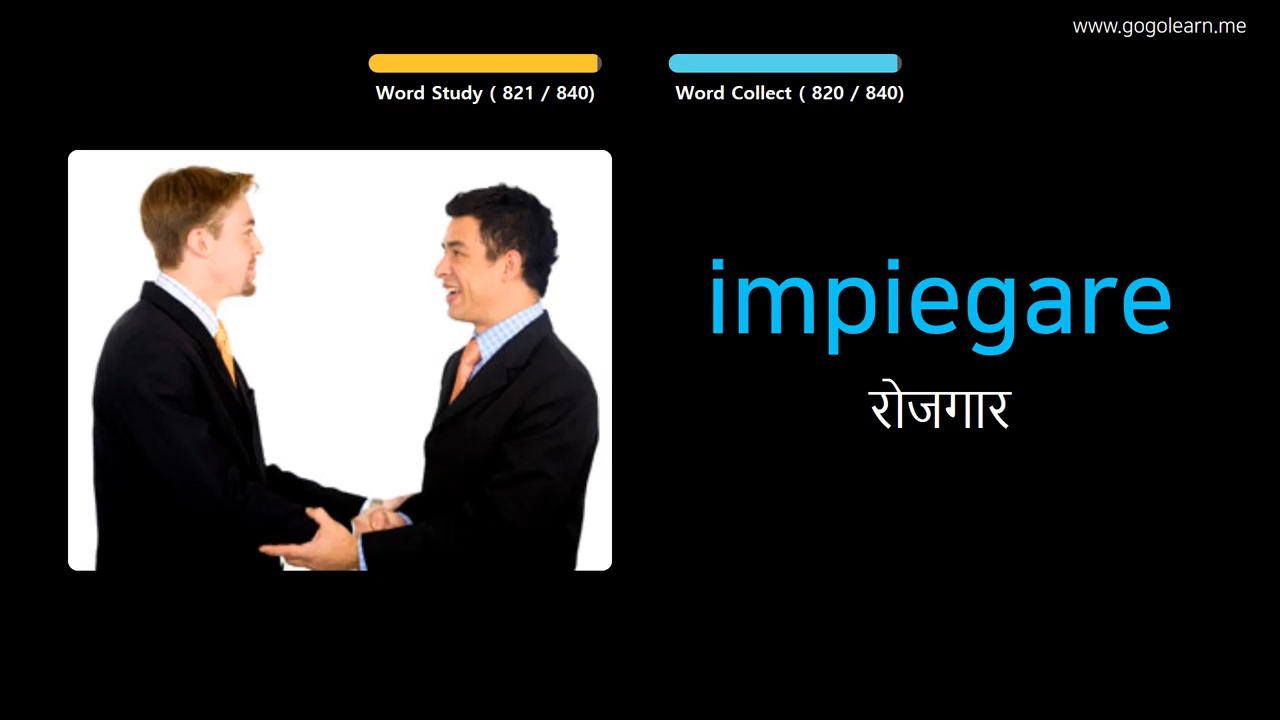 www.gogolearn.me
Word Study ( 821 / 840)
Word Collect ( 820 / 840)
impiegare
रोजगार